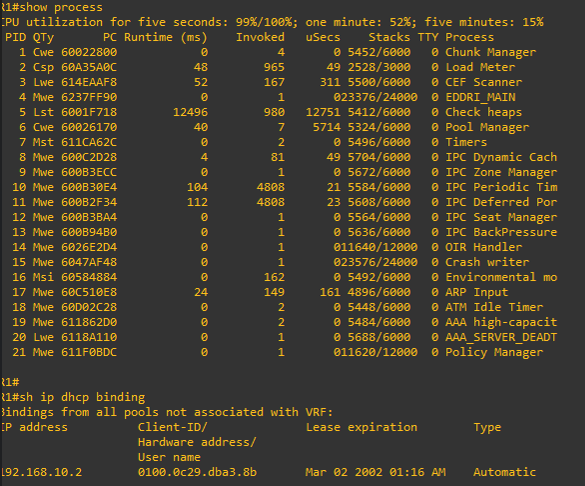 R1#show process
CPU utilization for five seconds: 99%/100%; one minute: 52%; five minutes: 15%
PID QTy PC Runtime (ms) Invoked uSecs Stacks TTY Process
1 Cwe 60022800 0 4 0 5452/6000 0 Chunk Manager
2 Csp 60A35A0C 48 965 49 2528/3000 0 Load Meter
3 Lwe 614EAAF8 52 167 311 5500/6000 0 CEF Scanner
4 Mwe 6237FF90 0 1 023376/24000 0 EDDRI_MAIN
5 Lst 6001F718 12496 980 12751 5412/6000 0 Check heaps
6 Cwe 60026170 40 7 5714 5324/6000 0 Pool Manager
7 Mst 611CA62C 0 2 0 5496/6000 0 Timers
8 Mwe 600C2D28 4 81 49 5704/6000 0 IPC Dynamic Cach
9 Mwe 600B3ECC 0 1 0 5672/6000 0 IPC Zone Manager
10 Mwe 600B30E4 104 4808 21 5584/6000 0 IPC Periodic Tim
11 Mwe 600B2F34 112 4808 23 5608/6000 0 IPC Deferred Por
12 Mwe 600B3BA4 0 1 0 5564/6000 0 IPC Seat Manager
13 Mwe 600B94B0 0 1 0 5636/6000 0 IPC BackPressure
14 Mwe 6026E2D4 0 1 011640/12000 0 OIR Handler
15 Mwe 6047AF48 0 1 023576/24000 0 Crash writer
16 Msi 60584884 0 162 0 5492/6000 0 Environmental mo
17 Mwe 60C510E8 24 149 161 4896/6000 0 ARP Input
18 Mwe 60D02C28 0 2 0 5448/6000 0 ATM Idle Timer
19 Mwe 611862D0 0 2 0 5484/6000 0 AAA high-capacit
20 Lwe 6118A110 0 1 0 5688/6000 0 AAA_SERVER_DEADT
21 Mwe 611F0BDC 0 1 011620/12000 0 Policy Manager
R1#
R1#sh ip dhcp binding
Bindings from all pools not associated with VRF:
IP address Client-ID/ Lease expiration Type
Hardware address/
User name
192.168.10.2 0100.0c29.dba3.8b Mar 02 2002 01:16 AM Automatic